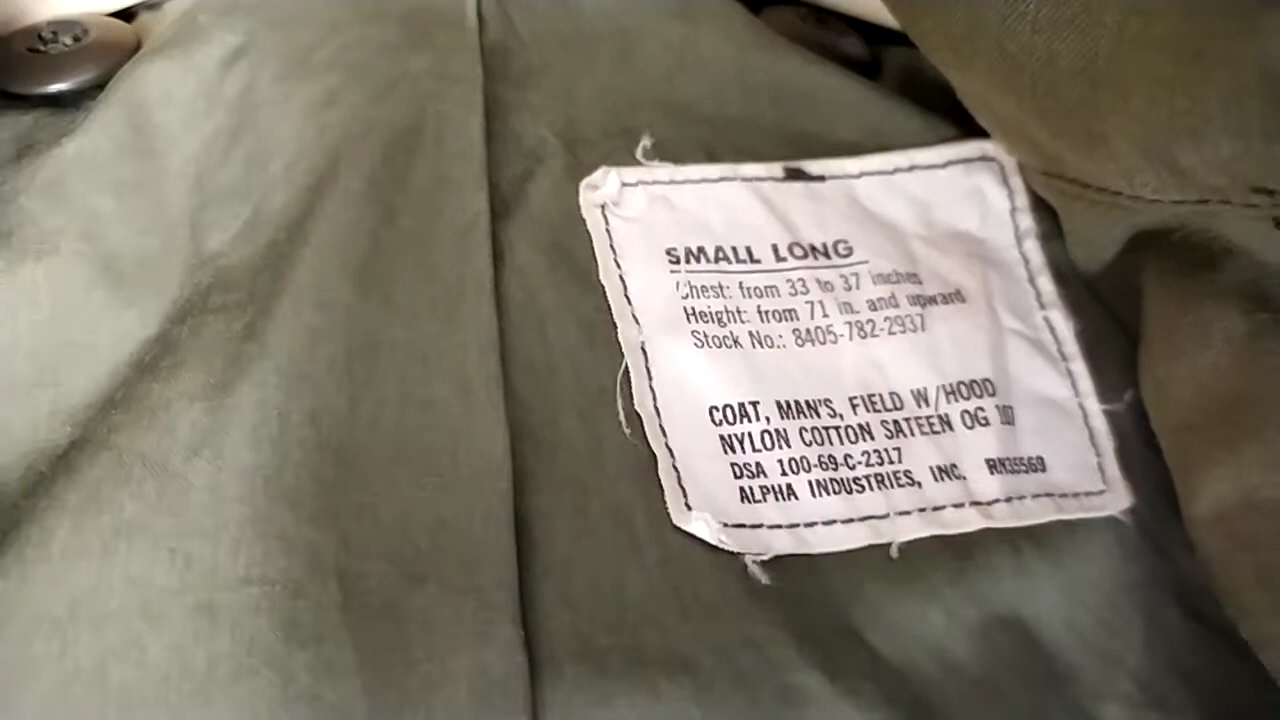 SMALL LONG
Chest: from 33 to 37 inches
Height: from 71 in. and upward
Stock No.: 8405-782-2937
COAT, MAN'S, FIELD W/HOOD
NYLON COTTON SATEEN OG 107
DSA 100-69-C-2317
ALPHA INDUSTRIES, INC. RN35569